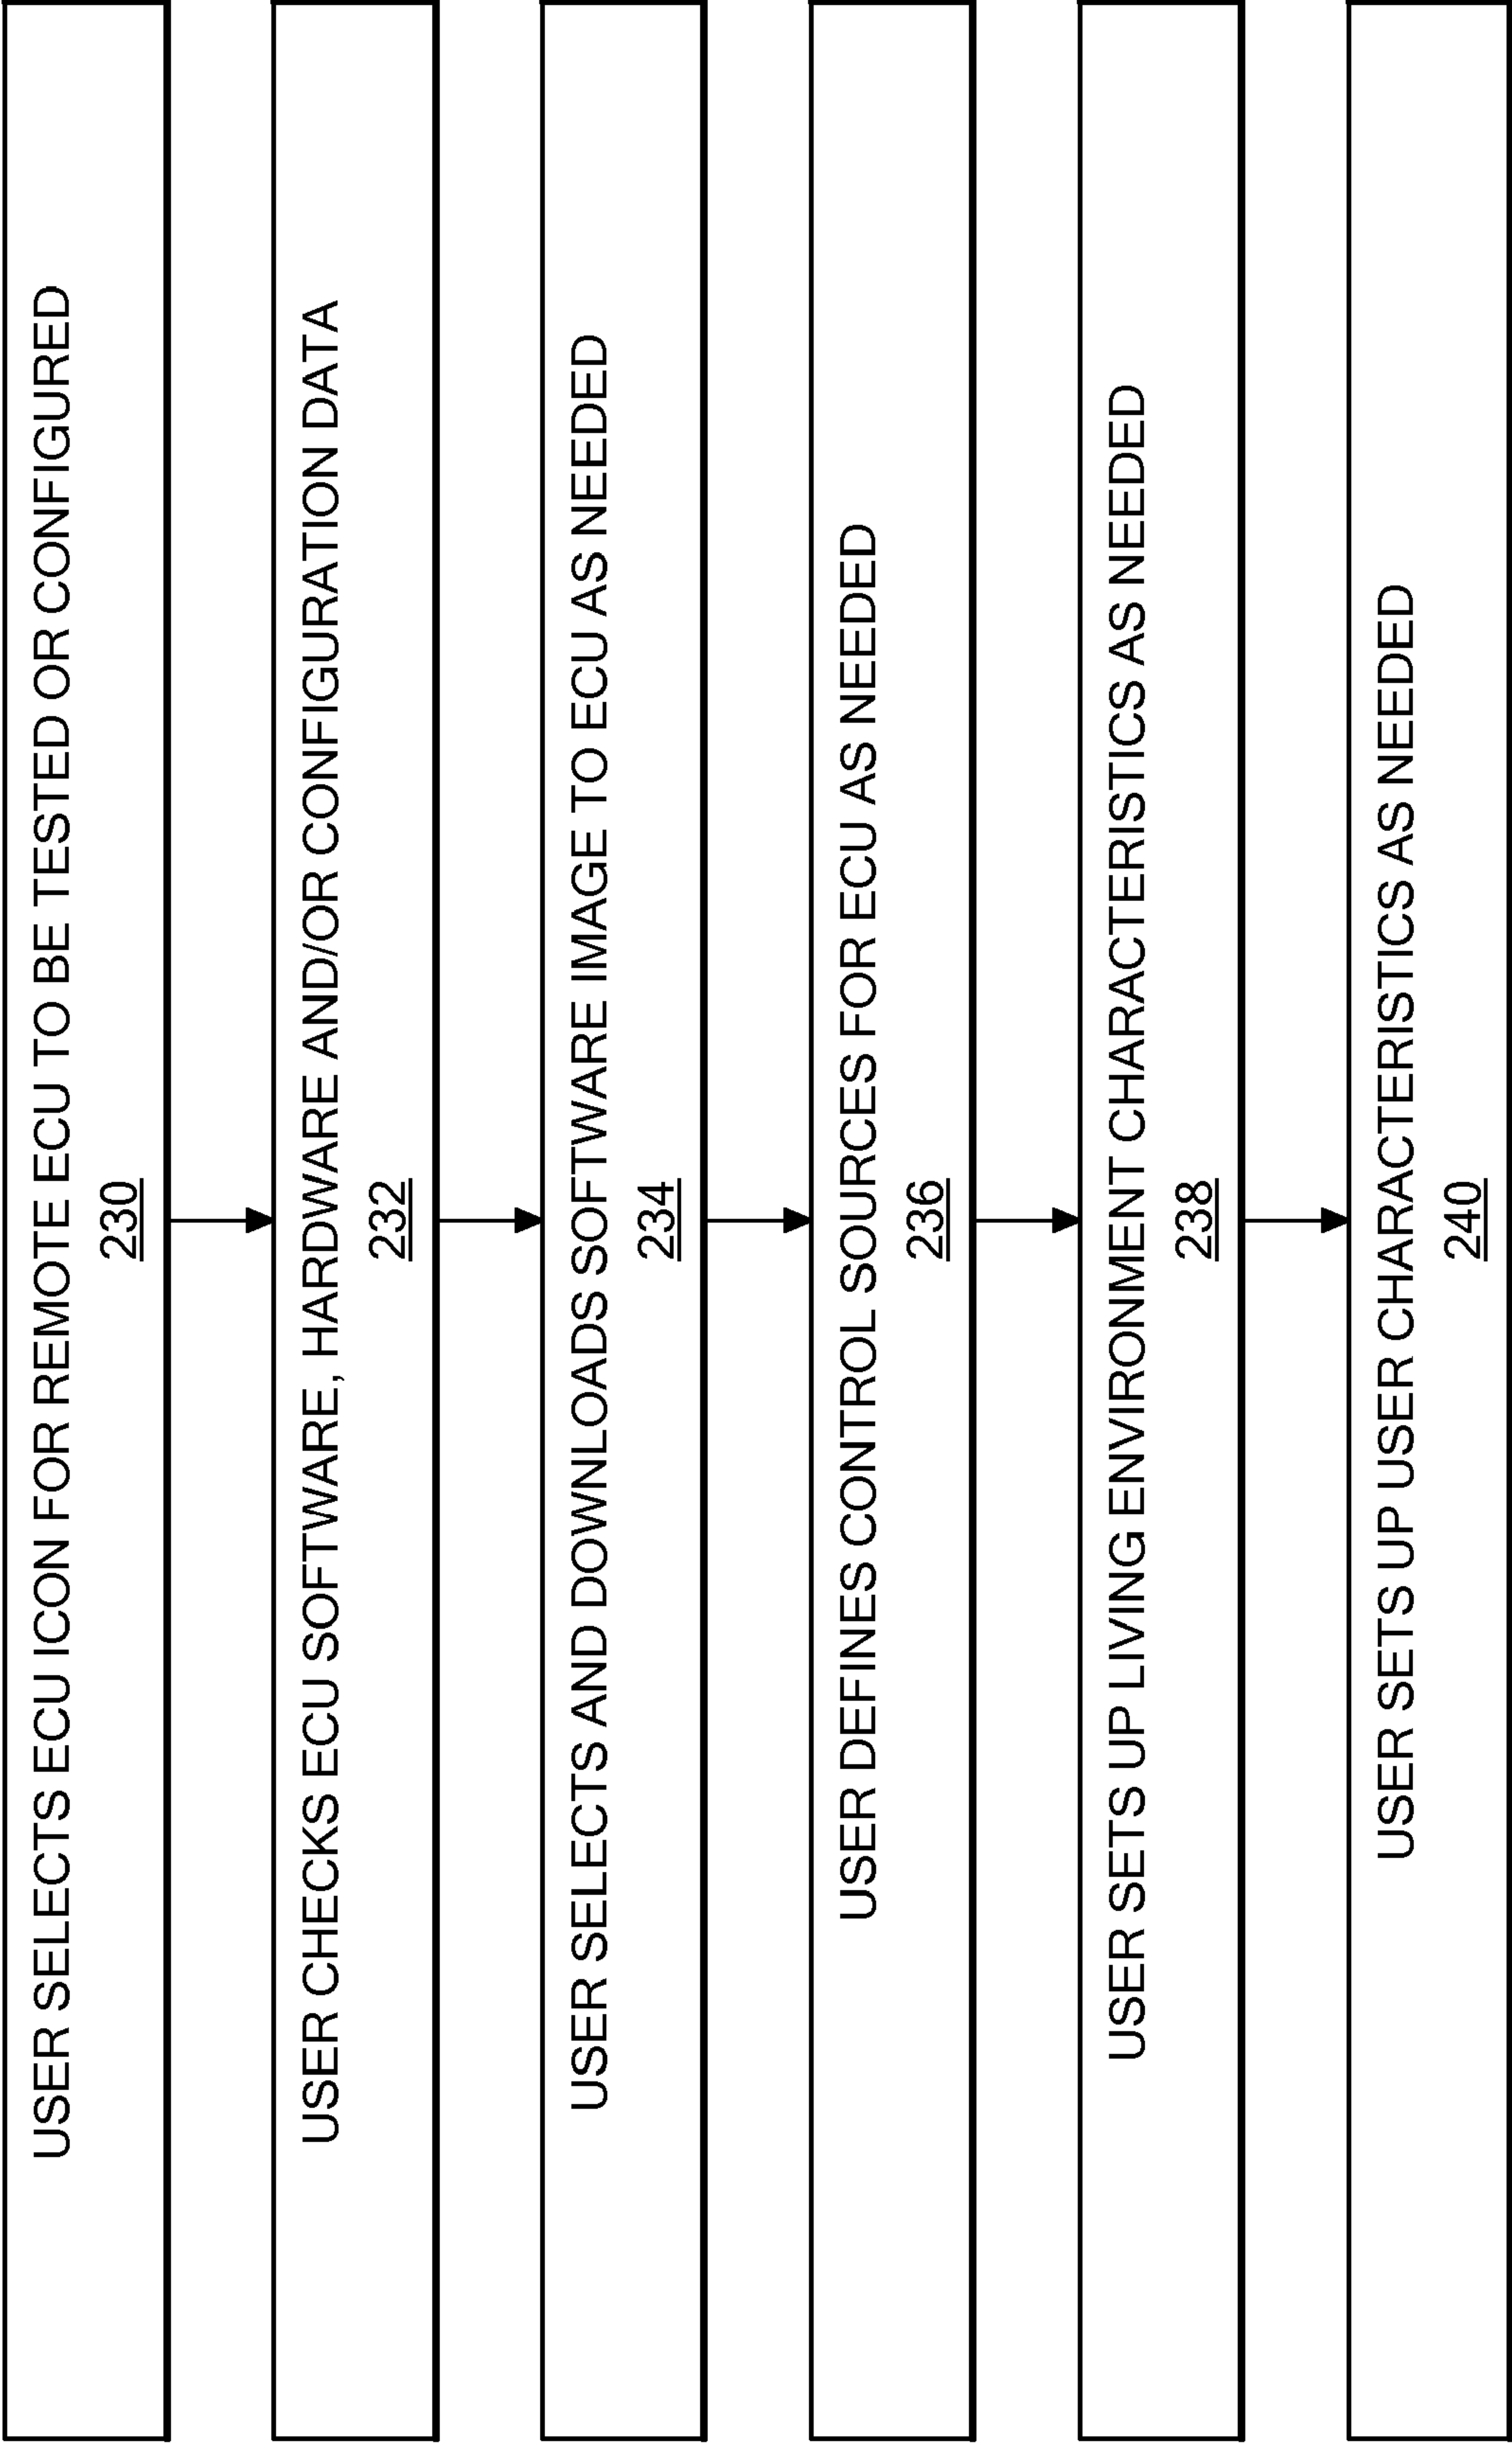 USER SELECTS ECU ICON FOR REMOTE ECU TO BE TESTED OR CONFIGURED
230
USER CHECKS ECU SOFTWARE, HARDWARE AND/OR CONFIGURATION DATA
232
USER SELECTS AND DOWNLOADS SOFTWARE IMAGE TO ECU AS NEEDED
234
USER DEFINES CONTROL SOURCES FOR ECU AS NEEDED
236
USER SETS UP LIVING ENVIRONMENT CHARACTERISTICS AS NEEDED
238
USER SETS UP USER CHARACTERISTICS AS NEEDED
240